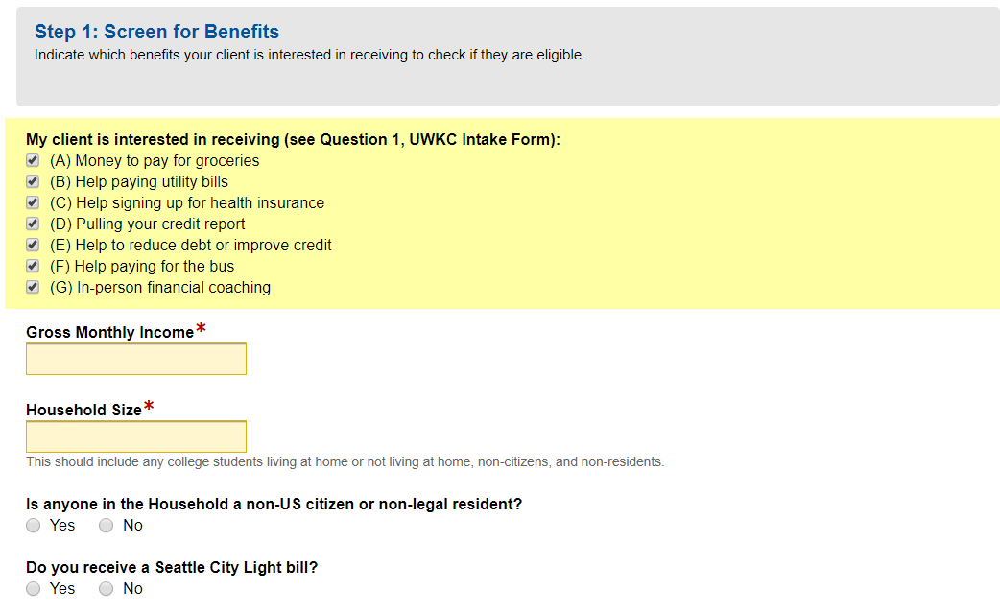 Step 1: Screen for Benefits
Indicate which benefits your client is interested in receiving to check if they are eligible.
My client is interested in receiving (see Question 1, UWKC Intake Form):
(A) Money to pay for groceries
(B) Help paying utility bills
(C) Help signing up for health insurance
(D) Pulling your credit report
(E) Help to reduce debt or improve credit
(F) Help paying for the bus
(G) In-person financial coaching
Gross Monthly Income*
Household Size*
This should include any college students living at home or not living at home, non-citizens, and non-residents.
Is anyone in the Household a non-US citizen or non-legal resident?
Yes No
Do you receive a Seattle City Light bill?
Yes No